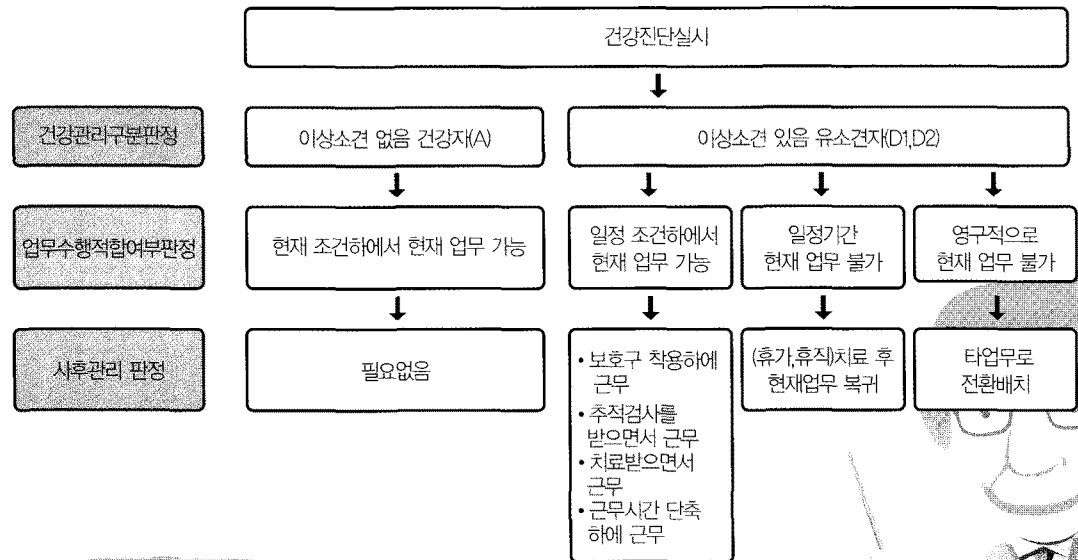 건강진단실시
건강관리구분판정
이상소견 없음 건강자(A)
이상소견 있음 유소견자(D1,D2)
업무수행적합여부판정
현재 조건하에서 현재 업무 가능
일정 조건하에서
현재 업무 가능
일정기간
현재 업무 불가
영구적으로
현재 업무 불가
사후관리 판정
필요없음
• 보호구 착용하에
근무
• 추적검사를
받으면서 근무
• 치료받으면서
근무
• 근무시간 단축
하에 근무
(휴가,휴직)치료 후
현재업무 복귀
타업무로
전환배치